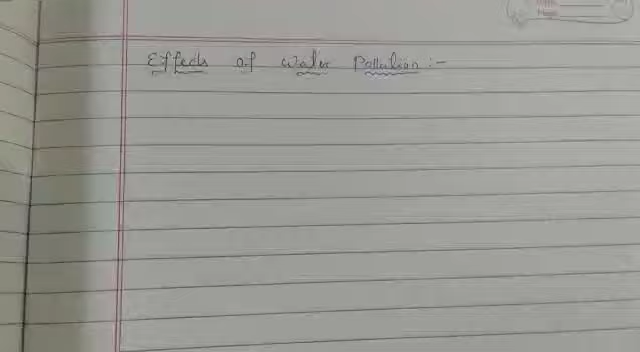 Effects of water Pollution :-